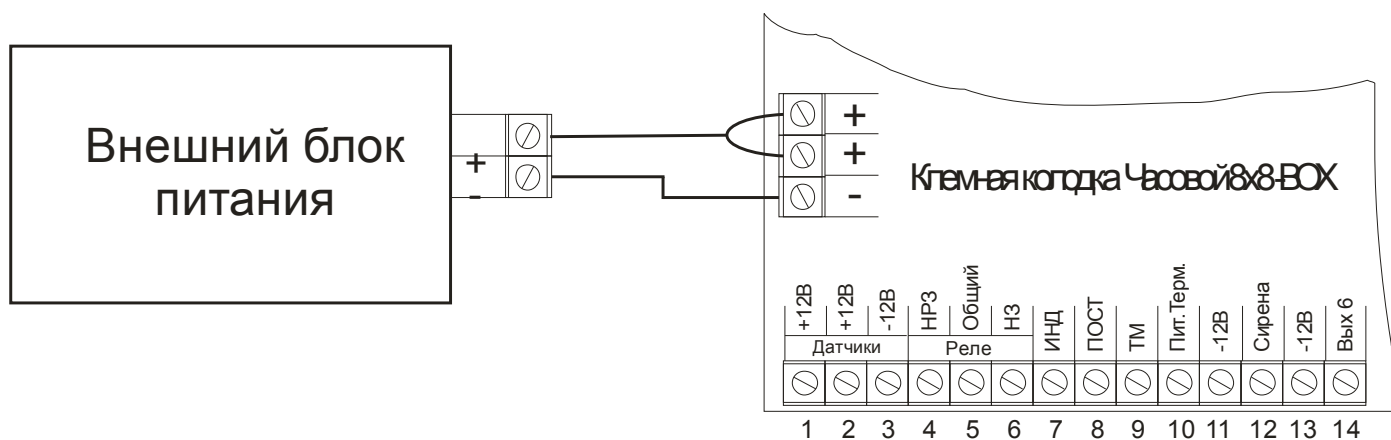 Внешний блок
питания
+
-
+
+
-
Клемная колодка Часовой 8х8-BOX
+12В
+12В
-12В
НРЗ
Общий
НЗ
ИНД
ПОСТ
ТМ
Пит.Терм.
-12В
Сирена
-12В
Вых 6
Датчики
Реле
1 2 3 4 5 6 7 8 9 10 11 12 13 14